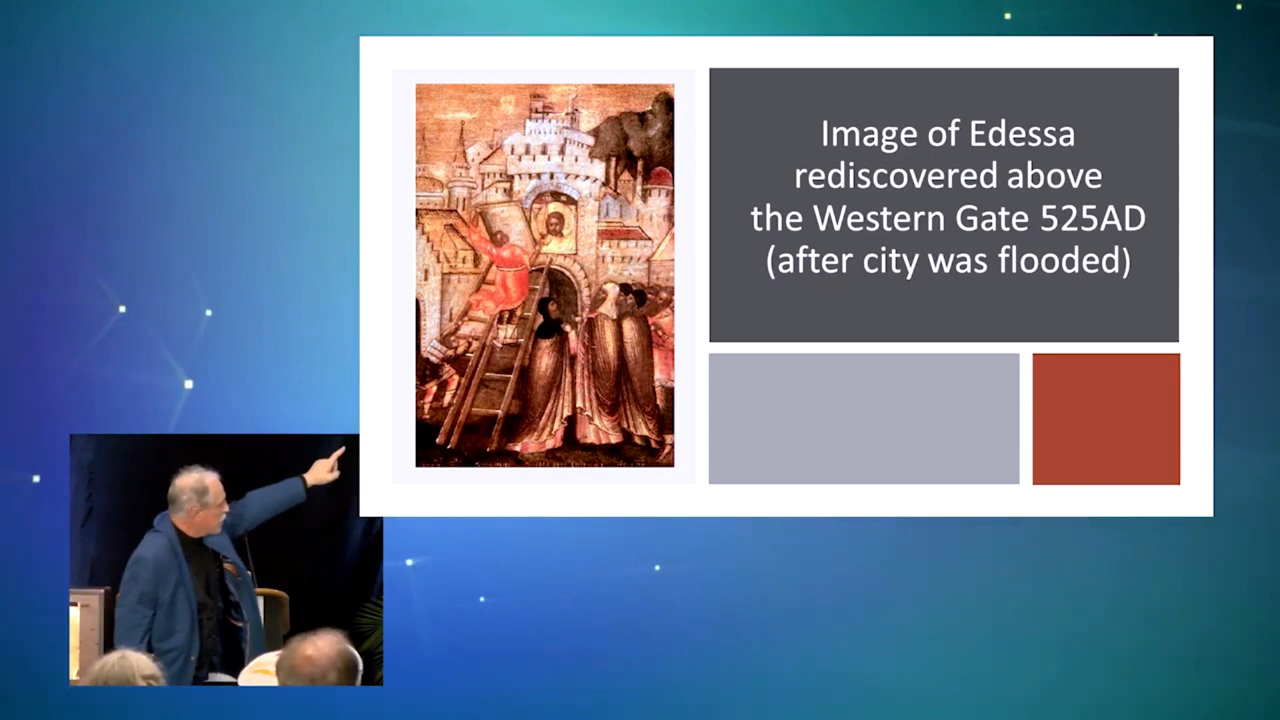 Image of Edessa
rediscovered above
the Western Gate 525AD
(after city was flooded)